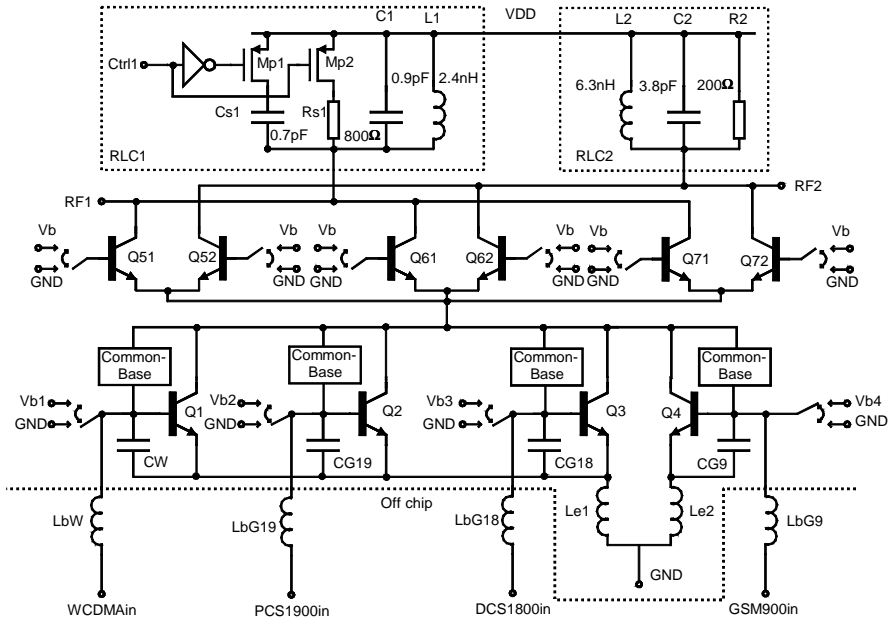 C1 L1 VDD L2 C2 R2
Ctrl1 Mp1 Mp2
0.9pF 2.4nH 6.3nH 3.8pF 200Ω
Cs1 Rs1
0.7pF 800Ω
RLC1 RLC2
RF1 RF2
Vb Vb Vb Vb Vb Vb
Q51 Q52 Q61 Q62 Q71 Q72
GND GND GND GND GND GND
Common-Base Common-Base Common-Base Common-Base
Vb1 Q1 Vb2 Q2 Vb3 Q3 Q4 Vb4
GND GND GND GND
CW CG19 CG18 CG9
Off chip
LbW LbG19 LbG18 Le1 Le2 LbG9
GND
WCDMAin PCS1900in DCS1800in GSM900in